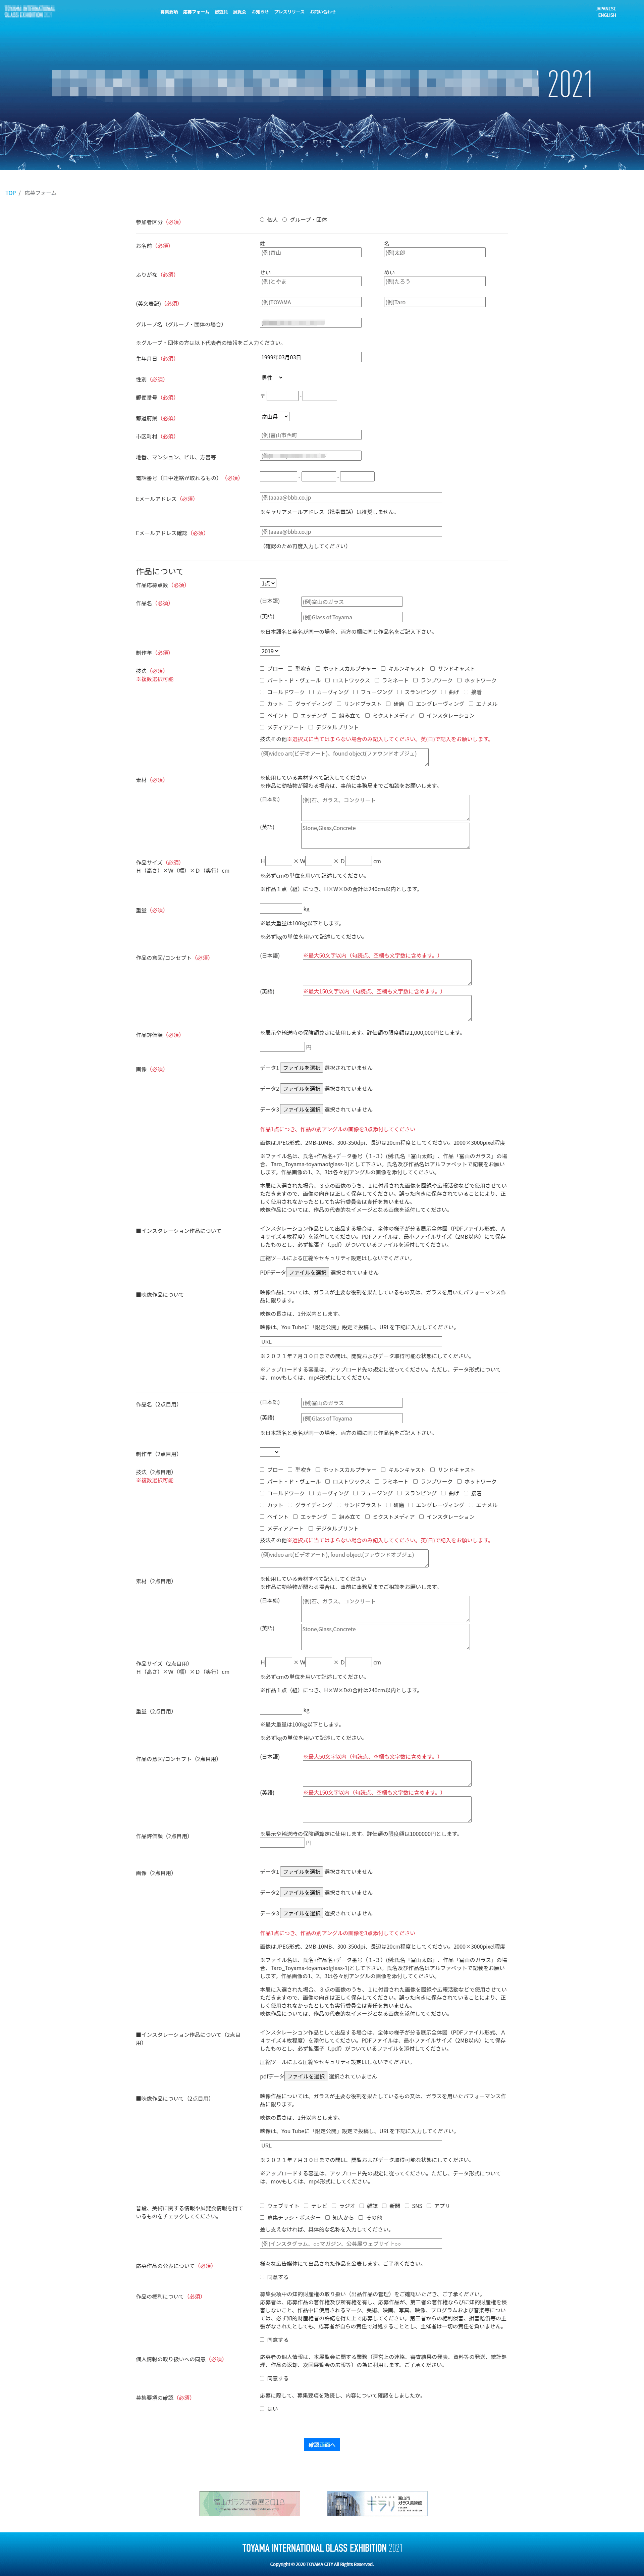 TOYAMA INTERNATIONAL
GLASS EXHIBITION 2021
募集要項 応募フォーム 審査員 展覧会 お知らせ プレスリリース お問い合わせ
JAPANESE
ENGLISH
2021
TOP / 応募フォーム
参加者区分（必須）
個人 グループ・団体
お名前（必須）
姓 名
(例)富山 (例)太郎
ふりがな（必須）
せい めい
(例)とやま (例)たろう
(英文表記)（必須）
(例)TOYAMA (例)Taro
グループ名（グループ・団体の場合）
※グループ・団体の方は以下代表者の情報をご入力ください。
生年月日（必須）
1999年03月03日
性別（必須）
男性
郵便番号（必須）
〒 -
都道府県（必須）
富山県
市区町村（必須）
(例)富山市西町
地番、マンション、ビル、方書等
電話番号（日中連絡が取れるもの）（必須）
- -
Eメールアドレス（必須）
(例)aaaa@bbb.co.jp
※キャリアメールアドレス（携帯電話）は推奨しません。
Eメールアドレス確認（必須）
(例)aaaa@bbb.co.jp
（確認のため再度入力してください）
作品について
作品応募点数（必須）
1点
作品名（必須）
(日本語) (例)富山のガラス
(英語) (例)Glass of Toyama
※日本語名と英名が同一の場合、両方の欄に同じ作品名をご記入下さい。
制作年（必須）
2019
技法（必須）
※複数選択可能
ブロー 型吹き ホットスカルプチャー キルンキャスト サンドキャスト
パート・ド・ヴェール ロストワックス ラミネート ランプワーク ホットワーク
コールドワーク カーヴィング フュージング スランピング 曲げ 接着
カット グライディング サンドブラスト 研磨 エングレーヴィング エナメル
ペイント エッチング 組み立て ミクストメディア インスタレーション
メディアアート デジタルプリント
技法その他※選択式に当てはまらない場合のみ記入してください。英(日)で記入をお願いします。
(例)video art(ビデオアート)、found object(ファウンドオブジェ)
素材（必須）
※使用している素材すべて記入してください
※作品に動植物が関わる場合は、事前に事務局までご相談をお願いします。
(日本語) (例)石、ガラス、コンクリート
(英語) Stone,Glass,Concrete
作品サイズ（必須）
H（高さ）×W（幅）×D（奥行）cm
H × W × D cm
※必ずcmの単位を用いて記述してください。
※作品１点（組）につき、H×W×Dの合計は240cm以内とします。
重量（必須）
kg
※最大重量は100kg以下とします。
※必ずkgの単位を用いて記述してください。
作品の意図/コンセプト（必須）
(日本語) ※最大50文字以内（句読点、空欄も文字数に含めます。）
(英語) ※最大150文字以内（句読点、空欄も文字数に含めます。）
作品評価額（必須）
※展示や輸送時の保険額算定に使用します。評価額の限度額は1,000,000円とします。
円
画像（必須）
データ1 ファイルを選択 選択されていません
データ2 ファイルを選択 選択されていません
データ3 ファイルを選択 選択されていません
作品1点につき、作品の別アングルの画像を3点添付してください
画像はJPEG形式、2MB-10MB、300-350dpi、長辺は20cm程度としてください。2000×3000pixel程度
※ファイル名は、氏名+作品名+データ番号（１-３）(例:氏名「富山太郎」、作品「富山のガラス」の場合、Taro_Toyama-toyamaofglass-1)として下さい。氏名及び作品名はアルファベットで記載をお願いします。作品画像の1、2、3は各々別アングルの画像を添付ください。
本展に入選された場合、３点の画像のうち、１に付番された画像を図録や広報活動などで使用させていただきますので、画像の向きは正しく保存してください。誤った向きに保存されていることにより、正しく使用されなかったとしても実行委員会は責任を負いません。
映像作品については、作品の代表的なイメージとなる画像を添付してください。
■インスタレーション作品について
インスタレーション作品として出品する場合は、全体の様子が分る展示全体図（PDFファイル形式、Ａ４サイズ４枚程度）を添付してください。PDFファイルは、最小ファイルサイズ（2MB以内）にて保存したものとし、必ず拡張子（.pdf）がついているファイルを添付してください。
圧縮ツールによる圧縮やセキュリティ設定はしないでください。
PDFデータ ファイルを選択 選択されていません
■映像作品について
映像作品については、ガラスが主要な役割を果たしているもの又は、ガラスを用いたパフォーマンス作品に限ります。
映像の長さは、1分以内とします。
映像は、You Tubeに「限定公開」設定で投稿し、URLを下記に入力してください。
URL
※２０２１年７月３０日までの間は、閲覧およびデータ取得可能な状態にしてください。
※アップロードする容量は、アップロード先の規定に従ってください。ただし、データ形式については、movもしくは、mp4形式にしてください。
作品名（2点目用）
(日本語) (例)富山のガラス
(英語) (例)Glass of Toyama
※日本語名と英名が同一の場合、両方の欄に同じ作品名をご記入下さい。
制作年（2点目用）
技法（2点目用）
※複数選択可能
ブロー 型吹き ホットスカルプチャー キルンキャスト サンドキャスト
パート・ド・ヴェール ロストワックス ラミネート ランプワーク ホットワーク
コールドワーク カーヴィング フュージング スランピング 曲げ 接着
カット グライディング サンドブラスト 研磨 エングレーヴィング エナメル
ペイント エッチング 組み立て ミクストメディア インスタレーション
メディアアート デジタルプリント
技法その他※選択式に当てはまらない場合のみ記入してください。英(日)で記入をお願いします。
(例)video art(ビデオアート)、found object(ファウンドオブジェ)
素材（2点目用）
※使用している素材すべて記入してください
※作品に動植物が関わる場合は、事前に事務局までご相談をお願いします。
(日本語) (例)石、ガラス、コンクリート
(英語) Stone,Glass,Concrete
作品サイズ（2点目用）
H（高さ）×W（幅）×D（奥行）cm
H × W × D cm
※必ずcmの単位を用いて記述してください。
※作品１点（組）につき、H×W×Dの合計は240cm以内とします。
重量（2点目用）
kg
※最大重量は100kg以下とします。
※必ずkgの単位を用いて記述してください。
作品の意図/コンセプト（2点目用）
(日本語) ※最大50文字以内（句読点、空欄も文字数に含めます。）
(英語) ※最大150文字以内（句読点、空欄も文字数に含めます。）
作品評価額（2点目用）
※展示や輸送時の保険額算定に使用します。評価額の限度額は1000000円とします。
円
画像（2点目用）
データ1 ファイルを選択 選択されていません
データ2 ファイルを選択 選択されていません
データ3 ファイルを選択 選択されていません
作品1点につき、作品の別アングルの画像を3点添付してください
画像はJPEG形式、2MB-10MB、300-350dpi、長辺は20cm程度としてください。2000×3000pixel程度
※ファイル名は、氏名+作品名+データ番号（１-３）(例:氏名「富山太郎」、作品「富山のガラス」の場合、Taro_Toyama-toyamaofglass-1)として下さい。氏名及び作品名はアルファベットで記載をお願いします。作品画像の1、2、3は各々別アングルの画像を添付ください。
本展に入選された場合、３点の画像のうち、１に付番された画像を図録や広報活動などで使用させていただきますので、画像の向きは正しく保存してください。誤った向きに保存されていることにより、正しく使用されなかったとしても実行委員会は責任を負いません。
映像作品については、作品の代表的なイメージとなる画像を添付してください。
■インスタレーション作品について（2点目用）
インスタレーション作品として出品する場合は、全体の様子が分る展示全体図（PDFファイル形式、Ａ４サイズ４枚程度）を添付してください。PDFファイルは、最小ファイルサイズ（2MB以内）にて保存したものとし、必ず拡張子（.pdf）がついているファイルを添付してください。
圧縮ツールによる圧縮やセキュリティ設定はしないでください。
pdfデータ ファイルを選択 選択されていません
■映像作品について（2点目用）
映像作品については、ガラスが主要な役割を果たしているもの又は、ガラスを用いたパフォーマンス作品に限ります。
映像の長さは、1分以内とします。
映像は、You Tubeに「限定公開」設定で投稿し、URLを下記に入力してください。
URL
※２０２１年７月３０日までの間は、閲覧およびデータ取得可能な状態にしてください。
※アップロードする容量は、アップロード先の規定に従ってください。ただし、データ形式については、movもしくは、mp4形式にしてください。
普段、美術に関する情報や展覧会情報を得ているものをチェックしてください。
ウェブサイト テレビ ラジオ 雑誌 新聞 SNS アプリ
募集チラシ・ポスター 知人から その他
差し支えなければ、具体的な名称を入力してください。
(例)インスタグラム、○○マガジン、公募展ウェブサイト○○
応募作品の公表について（必須）
様々な広告媒体にて出品された作品を公表します。ご了承ください。
同意する
作品の権利について（必須）
募集要項中の知的財産権の取り扱い（出品作品の管理）をご確認いただき、ご了承ください。
応募者は、応募作品の著作権及び所有権を有し、応募作品が、第三者の著作権ならびに知的財産権を侵害しないこと、作品中に使用されるマーク、美術、映画、写真、映像、プログラムおよび音楽等については、必ず知的財産権者の許諾を得た上で応募してください。第三者からの権利侵害、損害賠償等の主張がなされたとしても、応募者が自らの責任で対処することとし、主催者は一切の責任を負いません。
同意する
個人情報の取り扱いへの同意（必須）
応募者の個人情報は、本展覧会に関する業務（運営上の連絡、審査結果の発表、資料等の発送、統計処理、作品の返却、次回展覧会の広報等）の為に利用します。ご了承ください。
同意する
募集要項の確認（必須）
応募に際して、募集要項を熟読し、内容について確認をしましたか。
はい
確認画面へ
富山ガラス大賞展2018
Toyama International Glass Exhibition 2018
TOYAMA キラリ 富山市ガラス美術館
TOYAMA INTERNATIONAL GLASS EXHIBITION 2021
Copyright © 2020 TOYAMA CITY All Rights Reserved.